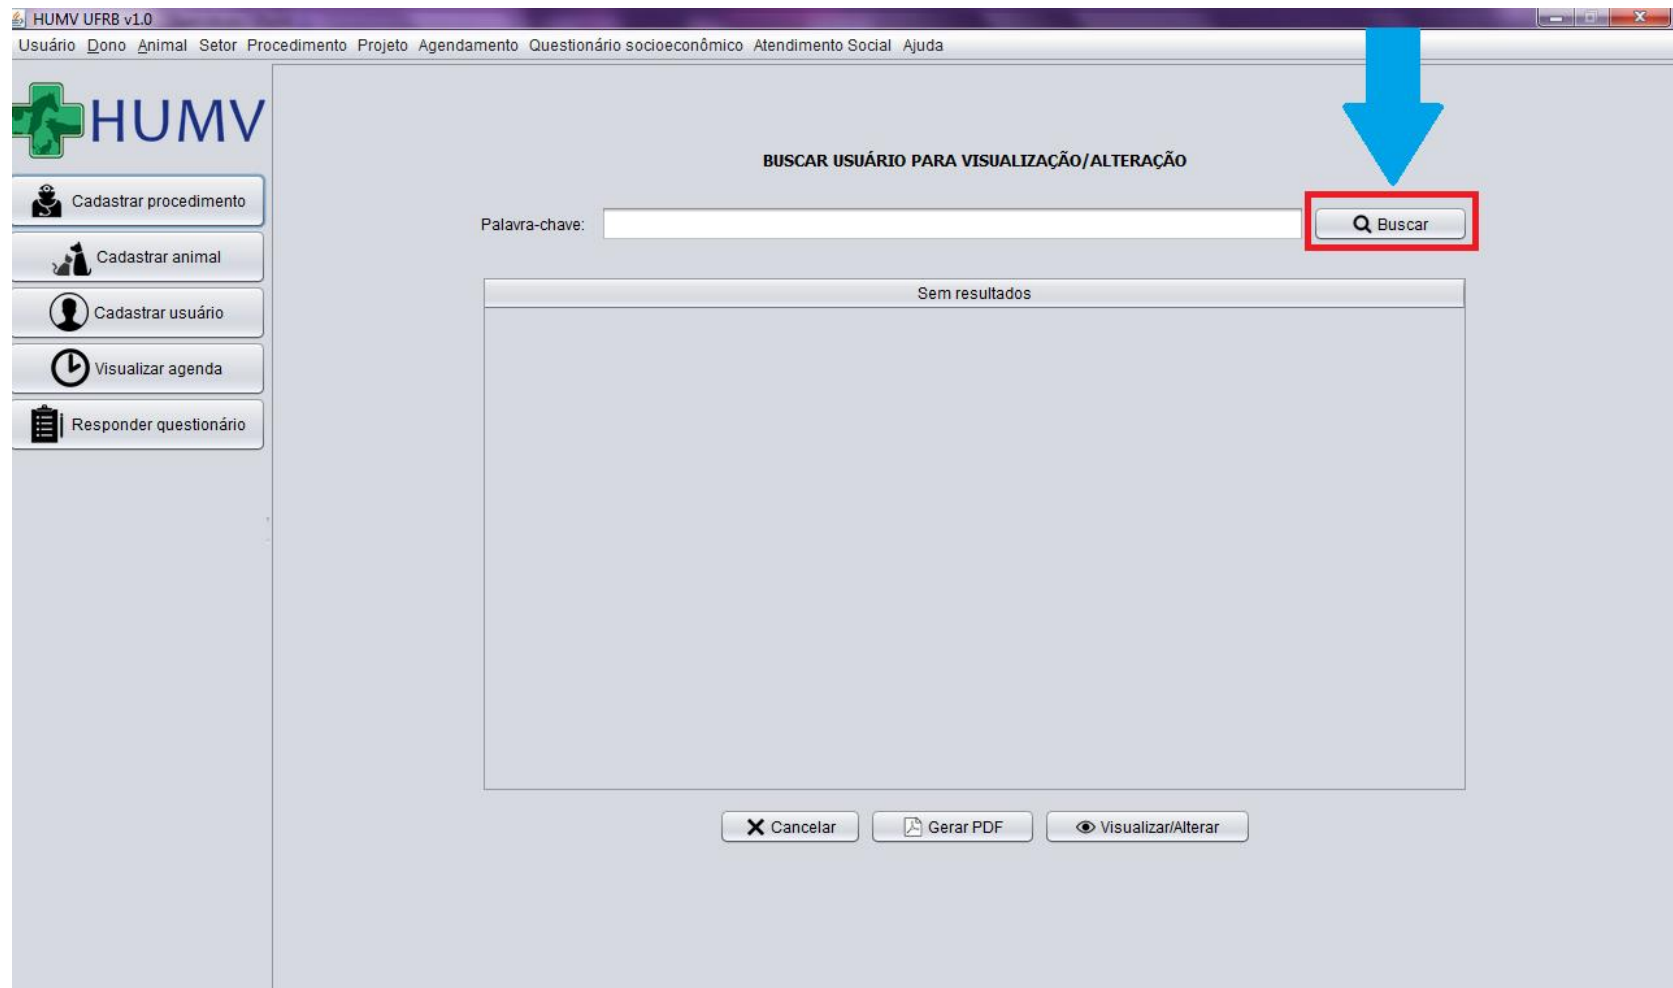 HUMV UFRB v1.0
Usuário Dono Animal Setor Procedimento Projeto Agendamento Questionário socioeconômico Atendimento Social Ajuda
HUMV
Cadastrar procedimento
Cadastrar animal
Cadastrar usuário
Visualizar agenda
Responder questionário
BUSCAR USUÁRIO PARA VISUALIZAÇÃO/ALTERAÇÃO
Palavra-chave:
Buscar
Sem resultados
Cancelar
Gerar PDF
Visualizar/Alterar